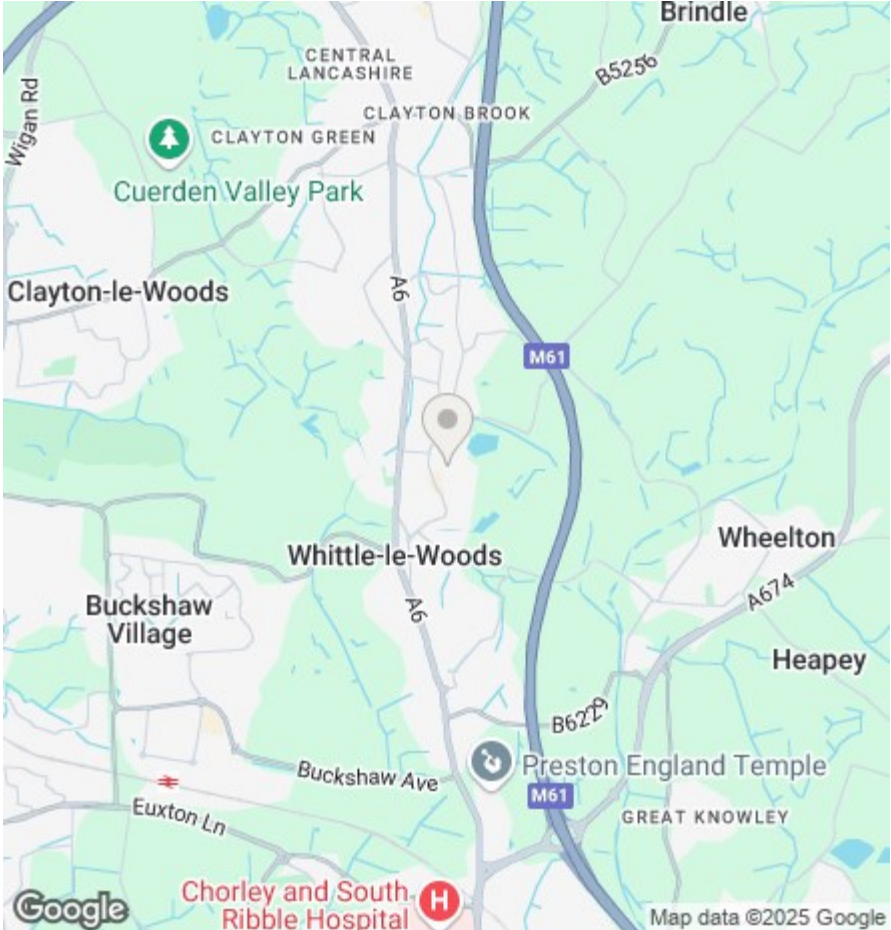 Brindle
CENTRAL
LANCASHIRE
B5256
Wigan Rd
CLAYTON BROOK
CLAYTON GREEN
Cuerden Valley Park
A6
Clayton-le-Woods
M61
Wheelton
Whittle-le-Woods
A674
Buckshaw
Village
A6
Heapey
B6229
Preston England Temple
Buckshaw Ave
M61
Euxton Ln
GREAT KNOWLEY
Chorley and South
Ribble Hospital
H
Google
Map data ©2025 Google